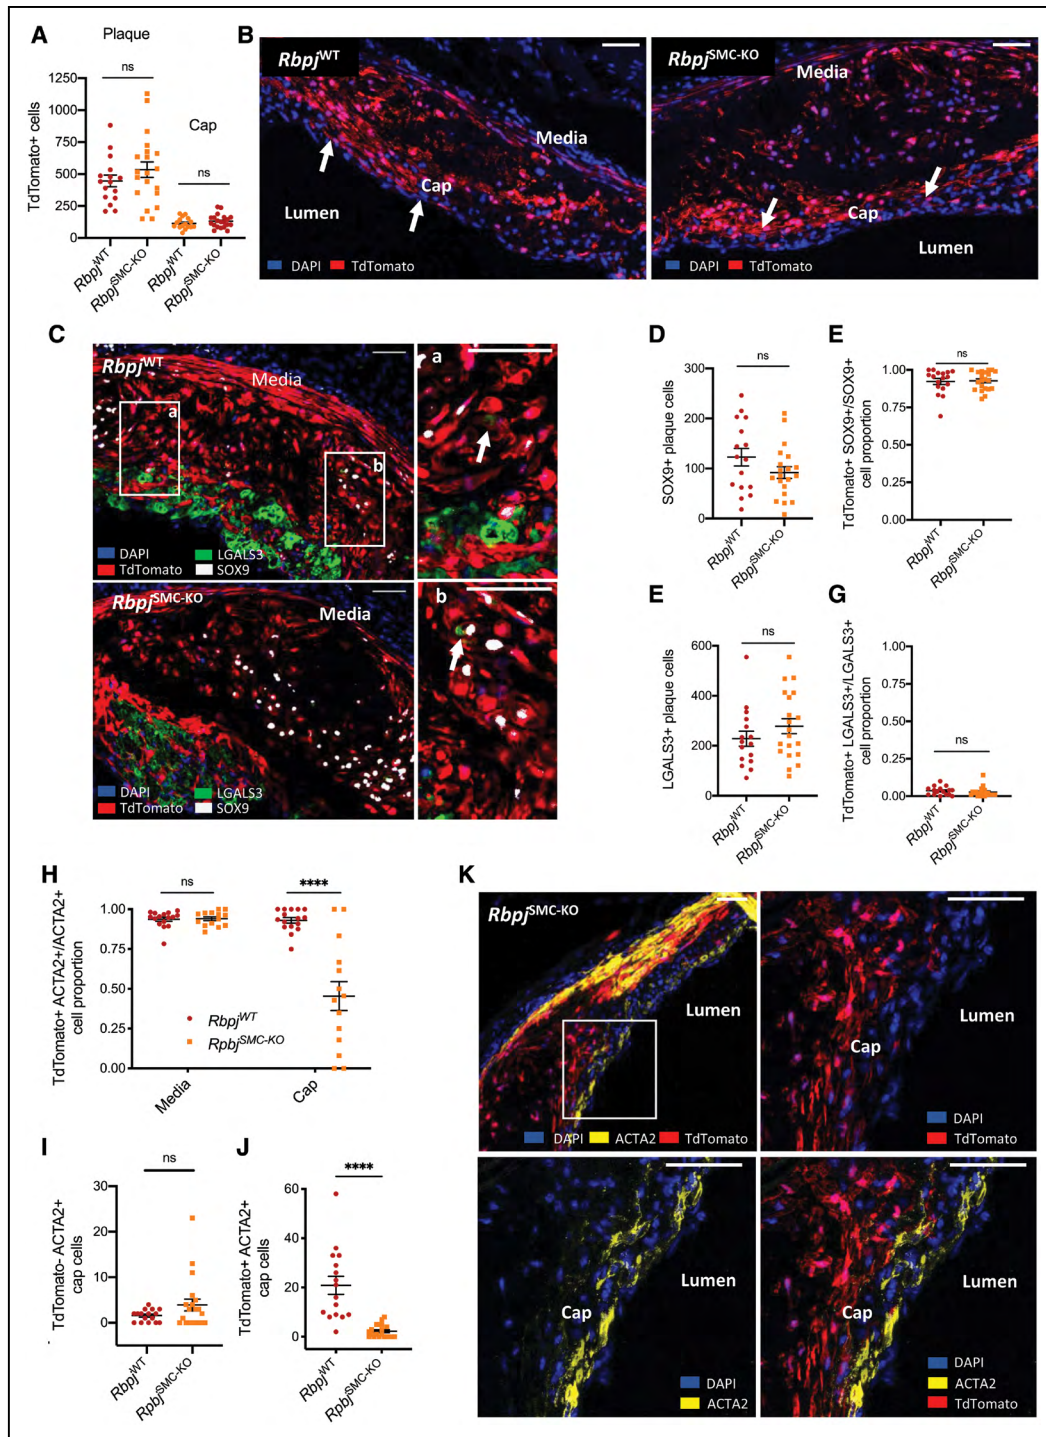 A
Plaque
TdTomato+ cells
1250
1000
750
500
250
0
ns
Cap
ns
Rbpj^WT
Rbpj^SMC-KO
Rbpj^WT
Rbpj^SMC-KO
B
Rbpj^WT
Media
Cap
Lumen
DAPI TdTomato
Rbpj^SMC-KO
Media
Cap
Lumen
DAPI TdTomato
C
Rbpj^WT
Media
a
b
DAPI LGALS3
TdTomato SOX9
a
Rbpj^SMC-KO
Media
DAPI LGALS3
TdTomato SOX9
b
D
SOX9+ plaque cells
300
200
100
0
ns
Rbpj^WT
Rbpj^SMC-KO
E
TdTomato+ SOX9+/SOX9+
cell proportion
1.00
0.75
0.50
0.25
0.00
ns
Rbpj^WT
Rbpj^SMC-KO
E
LGALS3+ plaque cells
600
400
200
0
ns
Rbpj^WT
Rbpj^SMC-KO
G
TdTomato+ LGALS3+/LGALS3+
cell proportion
1.00
0.75
0.50
0.25
0.00
ns
Rbpj^WT
Rbpj^SMC-KO
H
TdTomato+ ACTA2+/ACTA2+
cell proportion
1.00
0.75
0.50
0.25
0.00
ns
****
Rbpj^WT
Rpbj^SMC-KO
Media
Cap
I
TdTomato- ACTA2+
cap cells
30
20
10
0
ns
Rbpj^WT
Rpbj^SMC-KO
J
TdTomato+ ACTA2+
cap cells
60
40
20
0
****
Rbpj^WT
Rpbj^SMC-KO
K
Rbpj^SMC-KO
Lumen
DAPI ACTA2 TdTomato
Lumen
Cap
DAPI
TdTomato
Lumen
Cap
DAPI
ACTA2
Lumen
Cap
DAPI
ACTA2
TdTomato